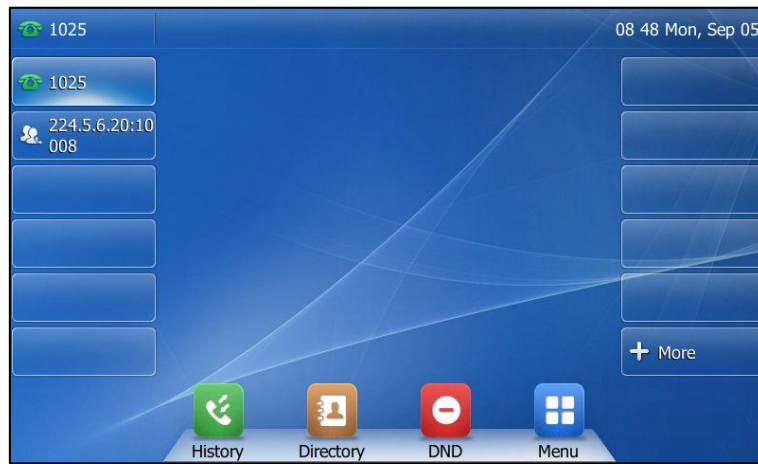 1025
08 48 Mon, Sep 05
1025
224.5.6.20:10
008
More
History
Directory
DND
Menu